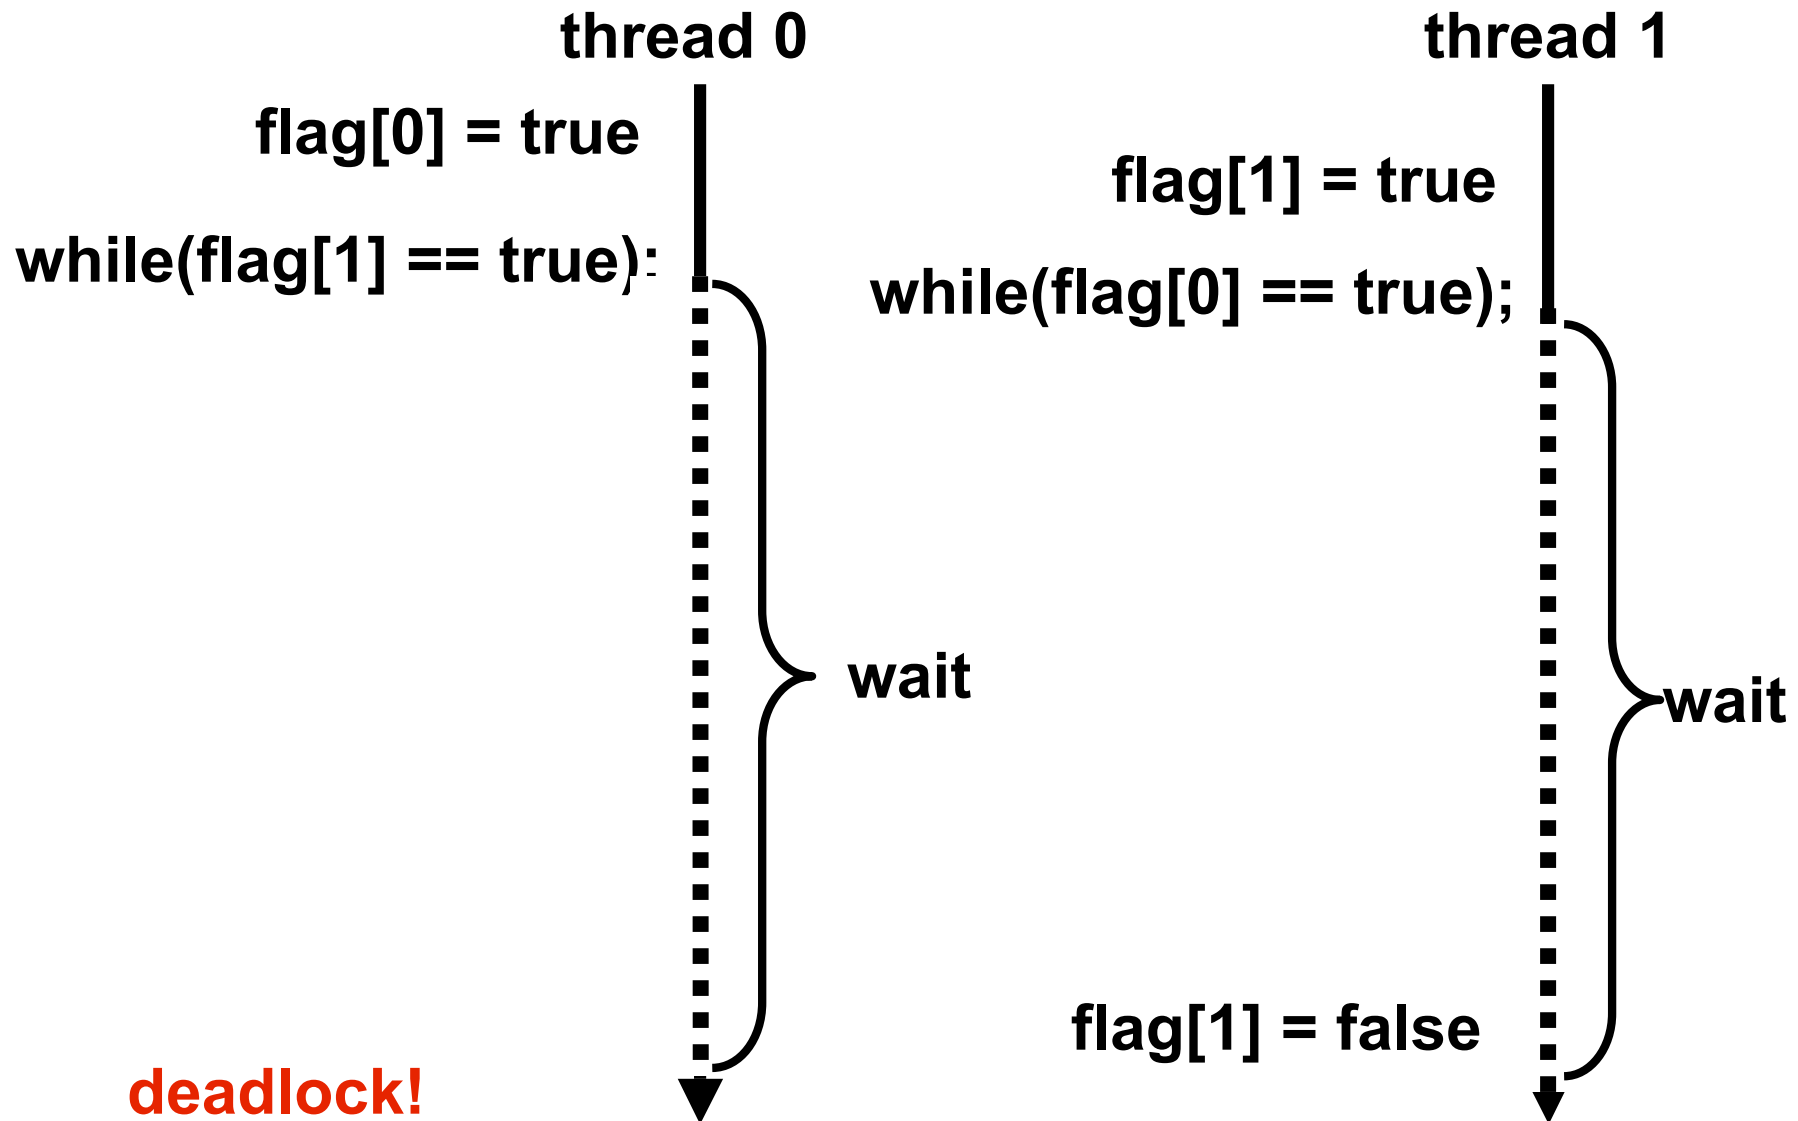 thread 0
thread 1
flag[0] = true
flag[1] = true
while(flag[1] == true);
while(flag[0] == true);
wait
wait
flag[1] = false
deadlock!